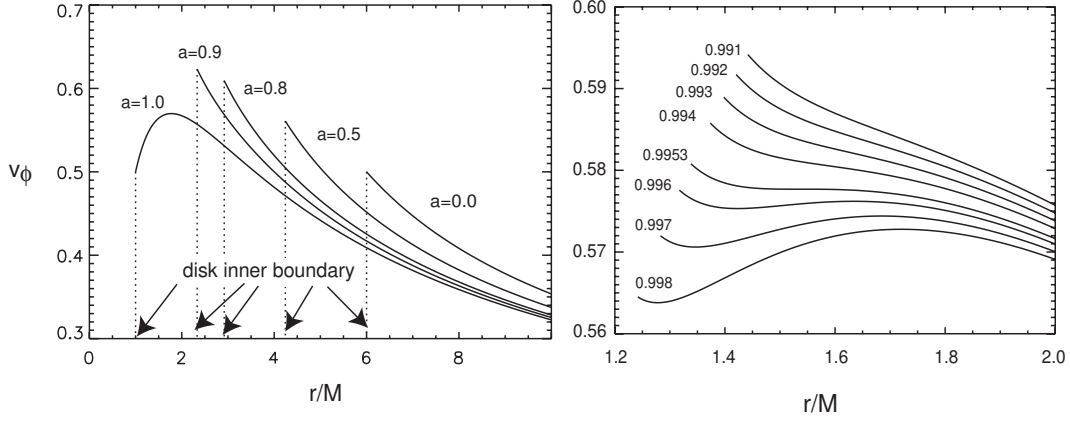 0.7
0.6
0.5
0.4
0.3
vϕ
a=0.9
a=0.8
a=1.0
a=0.5
a=0.0
disk inner boundary
0 2 4 6 8
r/M
0.60
0.59
0.58
0.57
0.56
0.991
0.992
0.993
0.994
0.9953
0.996
0.997
0.998
1.2 1.4 1.6 1.8 2.0
r/M